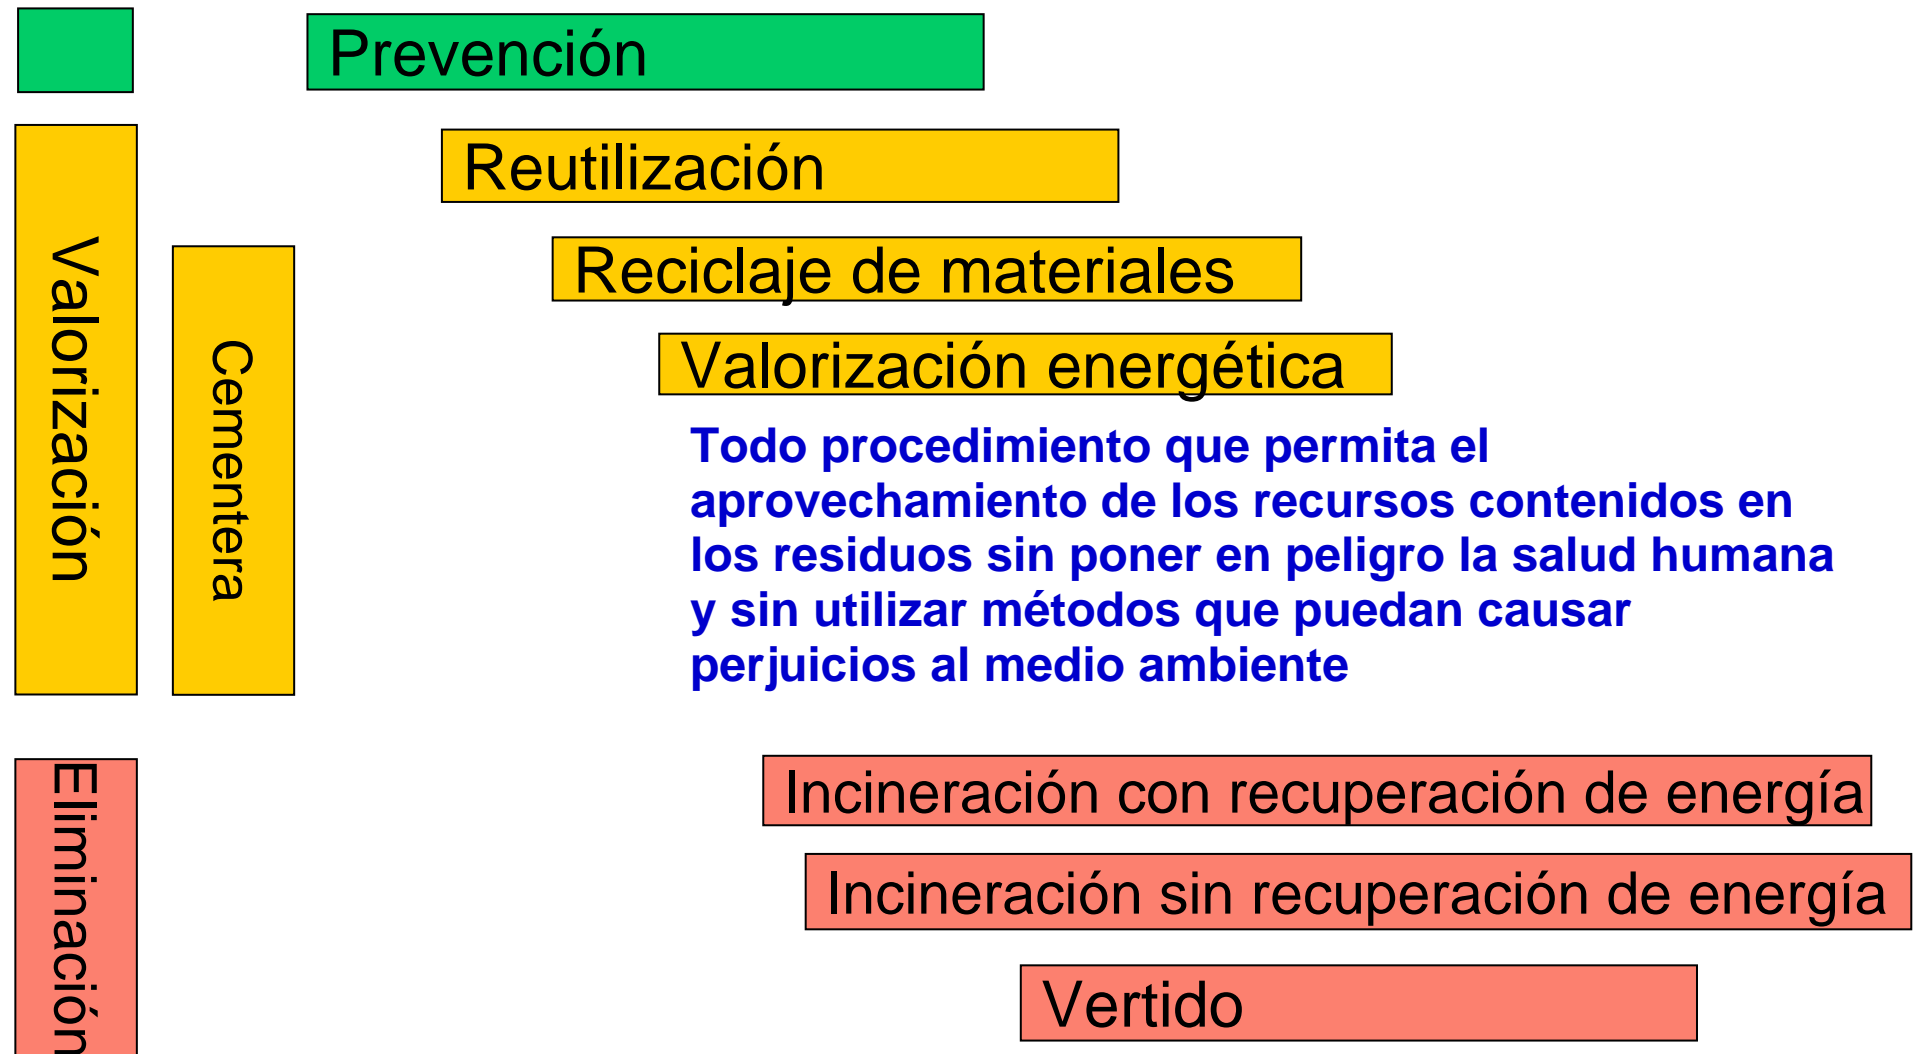 Prevención
Reutilización
Valorización
Reciclaje de materiales
Cementera
Valorización energética
Todo procedimiento que permita el
aprovechamiento de los recursos contenidos en
los residuos sin poner en peligro la salud humana
y sin utilizar métodos que puedan causar
perjuicios al medio ambiente
Eliminación
Incineración con recuperación de energía
Incineración sin recuperación de energía
Vertido